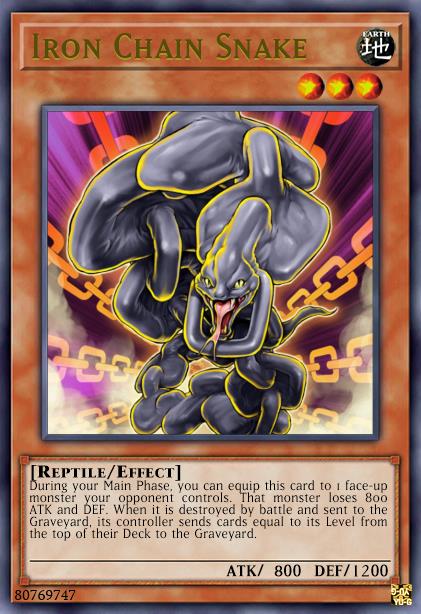 IRON CHAIN SNAKE
EARTH
地
[REPTILE/EFFECT]
During your Main Phase, you can equip this card to 1 face-up
monster your opponent controls. That monster loses 800
ATK and DEF. When it is destroyed by battle and sent to the
Graveyard, its controller sends cards equal to its Level from
the top of their Deck to the Graveyard.
ATK/ 800 DEF/1200
80769747